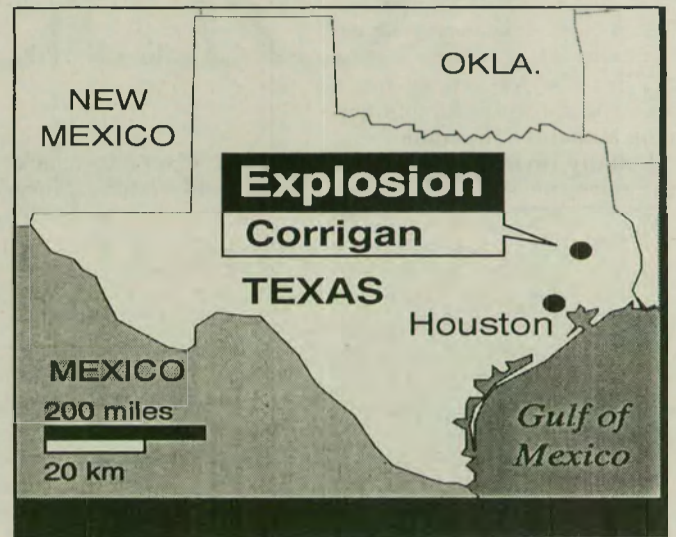 OKLA.
NEW
MEXICO
Explosion
Corrigan
TEXAS
Houston
MEXICO
200 miles
20 km
Gulf of
Mexico